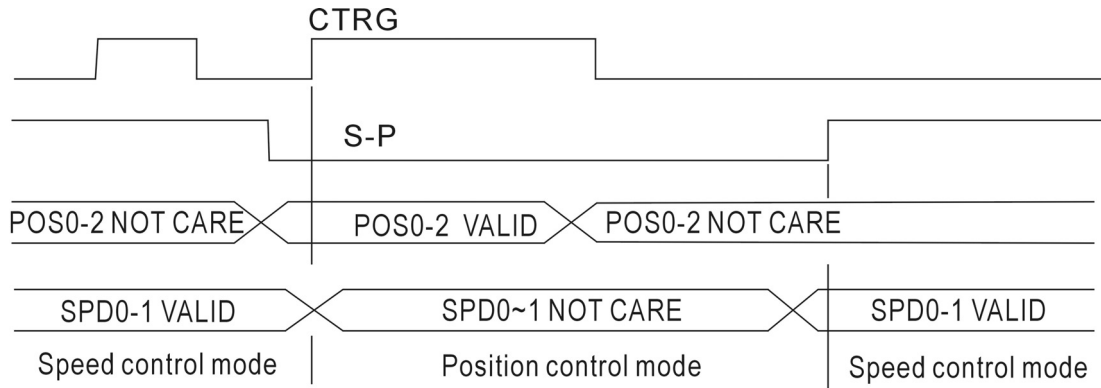 CTRG
S-P
POS0-2 NOT CARE POS0-2 VALID POS0-2 NOT CARE
SPD0-1 VALID SPD0~1 NOT CARE SPD0-1 VALID
Speed control mode Position control mode Speed control mode